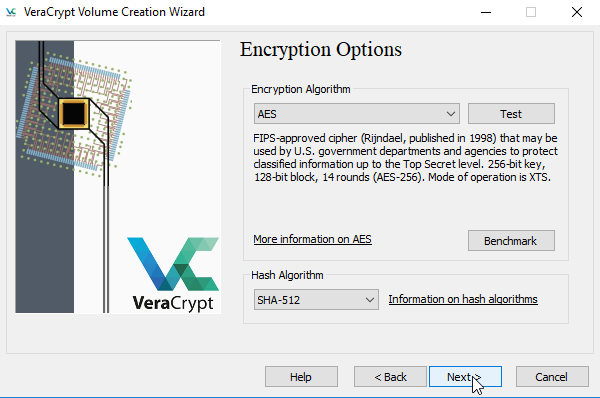 VeraCrypt Volume Creation Wizard
Encryption Options
Encryption Algorithm
AES
Test
FIPS-approved cipher (Rijndael, published in 1998) that may be
used by U.S. government departments and agencies to protect
classified information up to the Top Secret level. 256-bit key,
128-bit block, 14 rounds (AES-256). Mode of operation is XTS.
More information on AES
Benchmark
VeraCrypt
Hash Algorithm
SHA-512
Information on hash algorithms
Help
< Back
Next >
Cancel